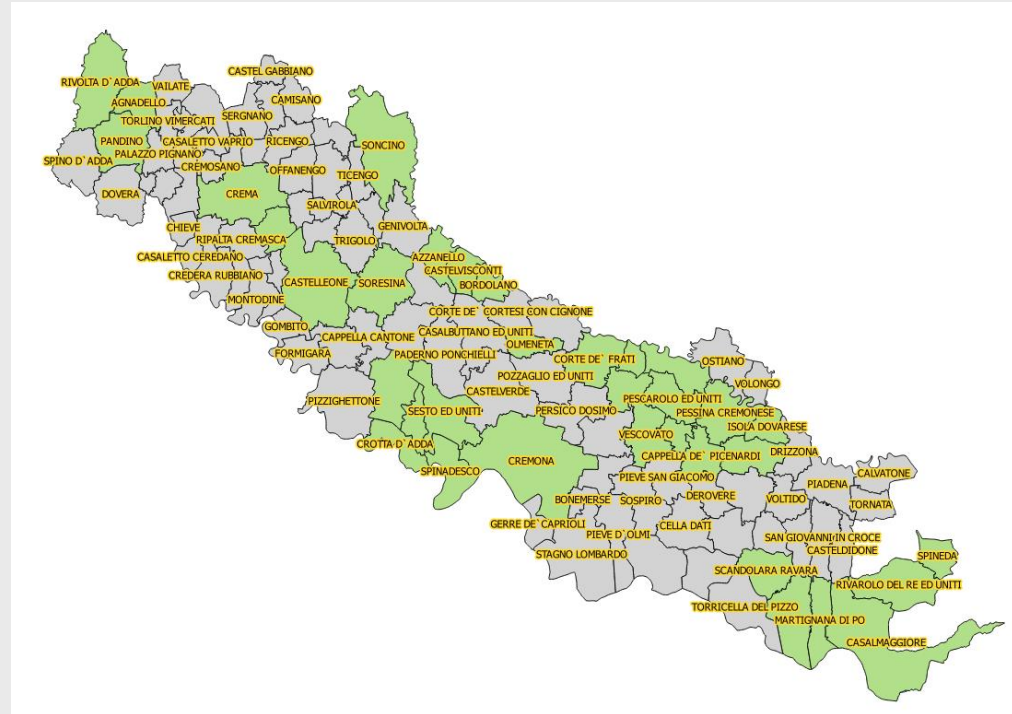 CASTEL GABBIANO
RIVOLTA D`ADDA
VAILATE
AGNADELLO
CAMISANO
SERGNANO
TORLINO VIMERCATI
PANDINO
CASALETTO VAPRIO
RICENGO
SONCINO
SPINO D`ADDA
PALAZZO PIGNANO
CREMOSANO
OFFANENGO
TICENGO
DOVERA
CREMA
SALVIROLA
CHIEVE
GENIVOLTA
RIPALTA CREMASCA
TRIGOLO
CASALETTO CEREDANO
AZZANELLO
CREDERA RUBBIANO
CASTELVISCONTI
CASTELLEONE
SORESINA
BORDOLANO
MONTODINE
CORTE DE` CORTESI CON CIGNONE
GOMBITO
CAPPELLA CANTONE
CASALBUTTANO ED UNITI
OLMENETA
FORMIGARA
PADERNO PONCHIELLI
CORTE DE` FRATI
OSTIANO
POZZAGLIO ED UNITI
VOLONGO
CASTELVERDE
PIZZIGHETTONE
PESCAROLO ED UNITI
SESTO ED UNITI
PERSICO DOSIMO
PESSINA CREMONESE
ISOLA DOVARESE
VESCOVATO
CROTTA D`ADDA
CAPPELLA DE` PICENARDI
DRIZZONA
CREMONA
SPINADESCO
PIEVE SAN GIACOMO
CALVATONE
PIADENA
BONEMERSE
SOSPIRO
DEROVERE
VOLTIDO
TORNATA
GERRE DE`CAPRIOLI
CELLA DATI
PIEVE D`OLMI
SAN GIOVANNI IN CROCE
STAGNO LOMBARDO
CASTELDIDONE
SPINEDA
SCANDOLARA RAVARA
RIVAROLO DEL RE ED UNITI
TORRICELLA DEL PIZZO
MARTIGNANA DI PO
CASALMAGGIORE